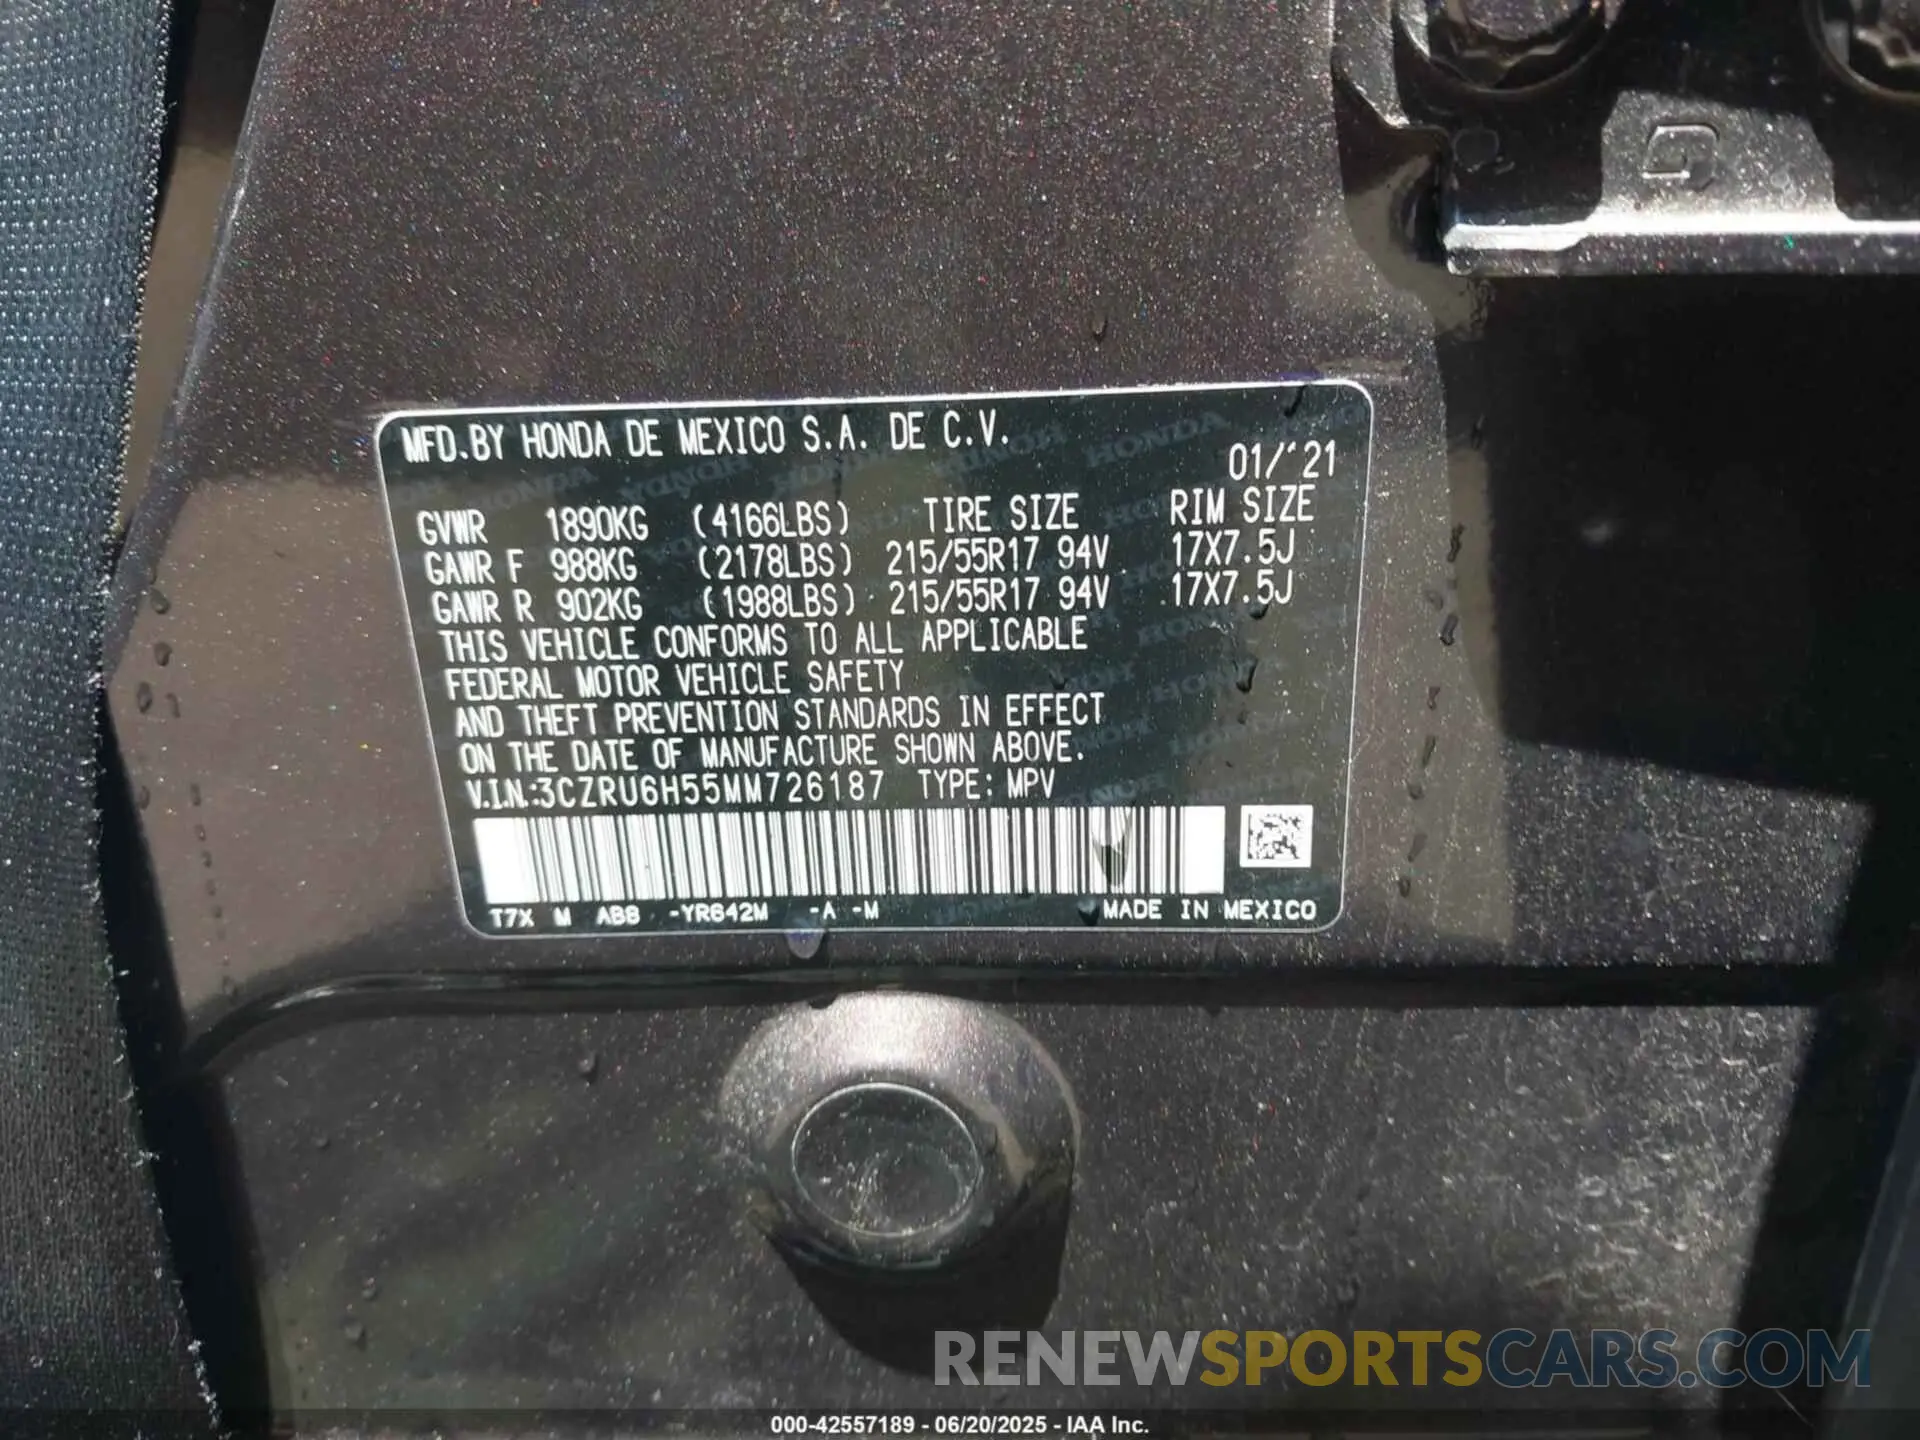 MFD.BY HONDA DE MEXICO S.A. DE C.V.
01/'21
GVWR 1890KG (4166LBS) TIRE SIZE RIM SIZE
GAWR F 988KG (2178LBS) 215/55R17 94V 17X7.5J
GAWR R 902KG (1988LBS) 215/55R17 94V 17X7.5J
THIS VEHICLE CONFORMS TO ALL APPLICABLE
FEDERAL MOTOR VEHICLE SAFETY
AND THEFT PREVENTION STANDARDS IN EFFECT
ON THE DATE OF MANUFACTURE SHOWN ABOVE.
V.I.N.:3CZRU6H55MM726187 TYPE: MPV
T7X M AB8 -YR642M -A -M MADE IN MEXICO
RENEWSPORTSCARS.COM
000-42557189 - 06/20/2025 - IAA Inc.